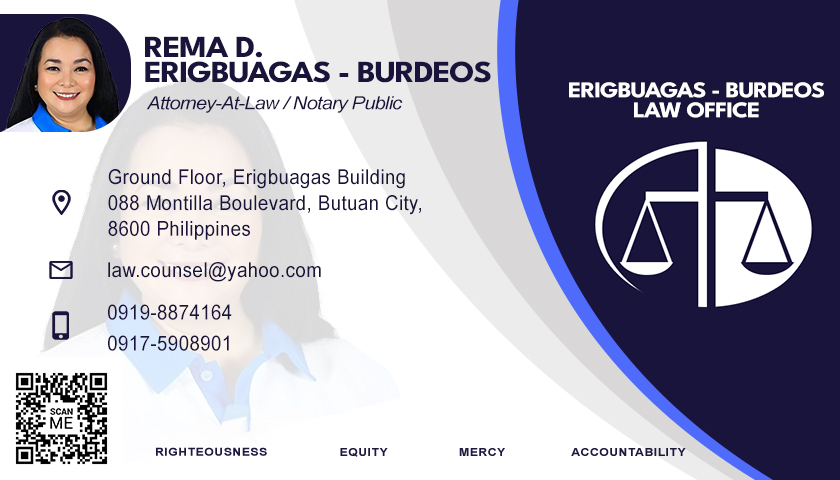 REMA D.
ERIGBUAGAS - BURDEOS
Attorney-At-Law / Notary Public
ERIGBUAGAS - BURDEOS
LAW OFFICE
Ground Floor, Erigbuagas Building
088 Montilla Boulevard, Butuan City,
8600 Philippines
law.counsel@yahoo.com
0919-8874164
0917-5908901
SCAN
ME
RIGHTEOUSNESS EQUITY MERCY ACCOUNTABILITY